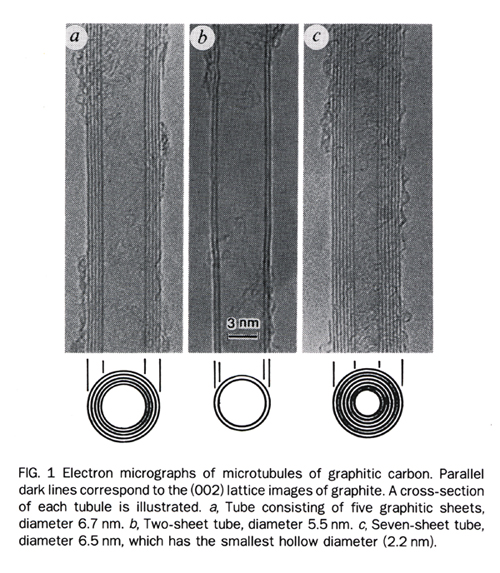 a
b
c
3 nm
FIG. 1 Electron micrographs of microtubules of graphitic carbon. Parallel
dark lines correspond to the (002) lattice images of graphite. A cross-section
of each tubule is illustrated. a, Tube consisting of five graphitic sheets,
diameter 6.7 nm. b, Two-sheet tube, diameter 5.5 nm. c, Seven-sheet tube,
diameter 6.5 nm, which has the smallest hollow diameter (2.2 nm).